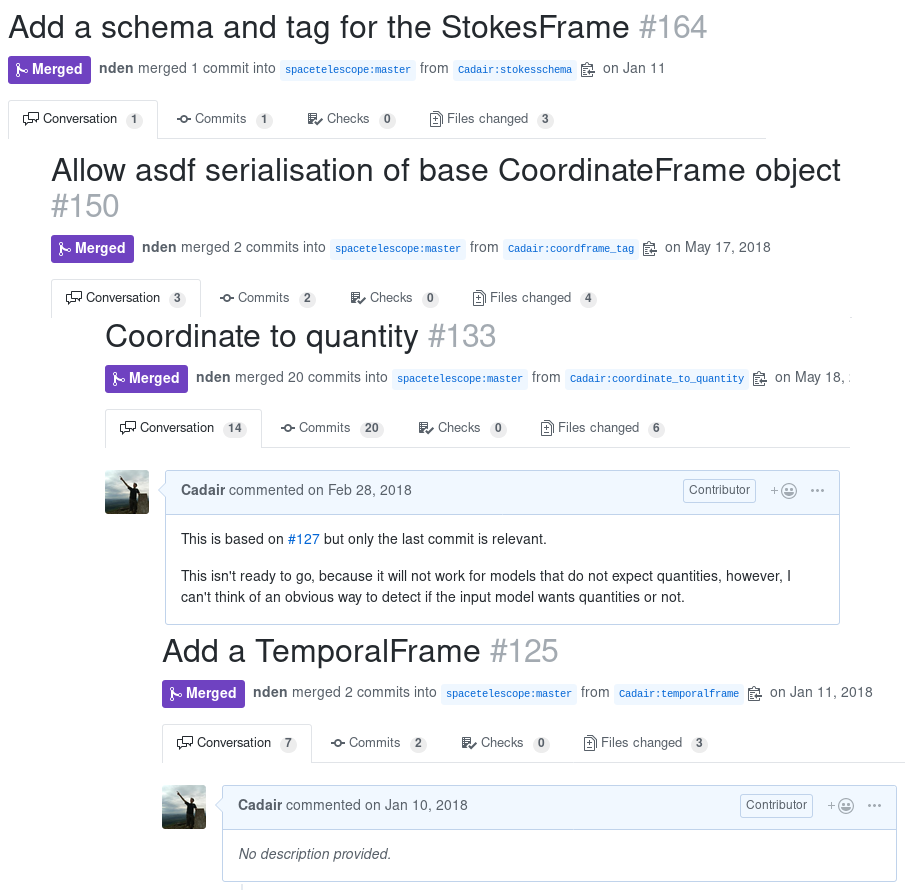 Add a schema and tag for the StokesFrame #164
Merged nden merged 1 commit into spacetelescope:master from Cadair:stokesschema on Jan 11
Conversation 1 Commits 1 Checks 0 Files changed 3
Allow asdf serialisation of base CoordinateFrame object
#150
Merged nden merged 2 commits into spacetelescope:master from Cadair:coordframe_tag on May 17, 2018
Conversation 3 Commits 2 Checks 0 Files changed 4
Coordinate to quantity #133
Merged nden merged 20 commits into spacetelescope:master from Cadair:coordinate_to_quantity on May 18,
Conversation 14 Commits 20 Checks 0 Files changed 6
Cadair commented on Feb 28, 2018 Contributor
This is based on #127 but only the last commit is relevant.
This isn't ready to go, because it will not work for models that do not expect quantities, however, I
can't think of an obvious way to detect if the input model wants quantities or not.
Add a TemporalFrame #125
Merged nden merged 2 commits into spacetelescope:master from Cadair:temporalframe on Jan 11, 2018
Conversation 7 Commits 2 Checks 0 Files changed 3
Cadair commented on Jan 10, 2018 Contributor
No description provided.